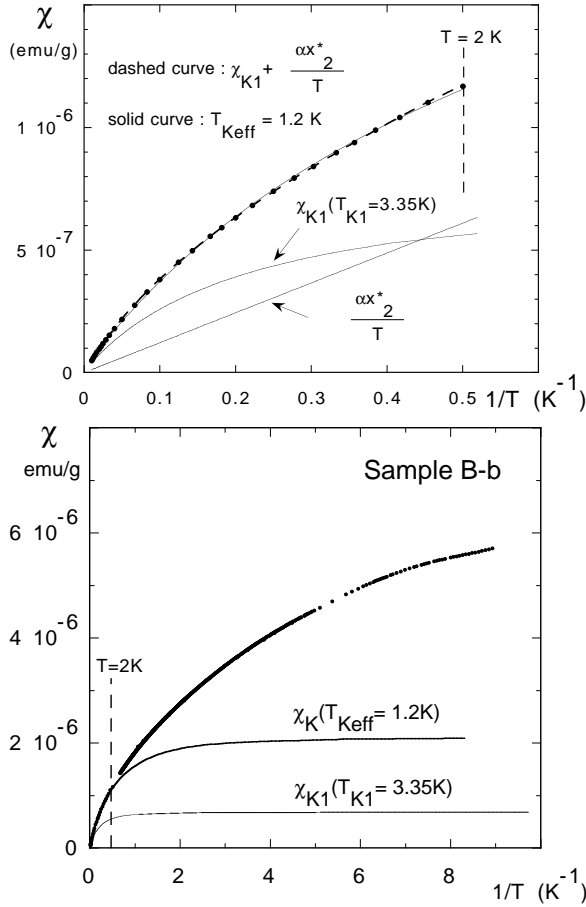 χ
(emu/g)
T = 2 K
dashed curve : χK1 + αx*2
T
solid curve : TKeff = 1.2 K
1 10-6
χK1(TK1=3.35K)
5 10-7
αx*2
T
0
0 0.1 0.2 0.3 0.4 0.5 1/T (K-1)
χ
emu/g
Sample B-b
6 10-6
4 10-6
T=2K
χK(TKeff = 1.2K)
2 10-6
χK1(TK1= 3.35K)
0
0 2 4 6 8
1/T (K-1)